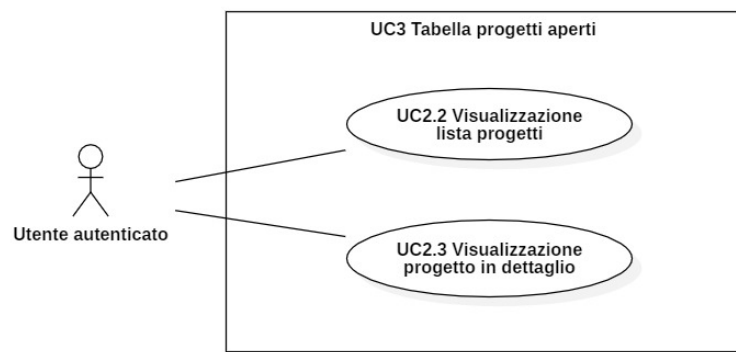 UC3 Tabella progetti aperti
UC2.2 Visualizzazione
lista progetti
Utente autenticato
UC2.3 Visualizzazione
progetto in dettaglio